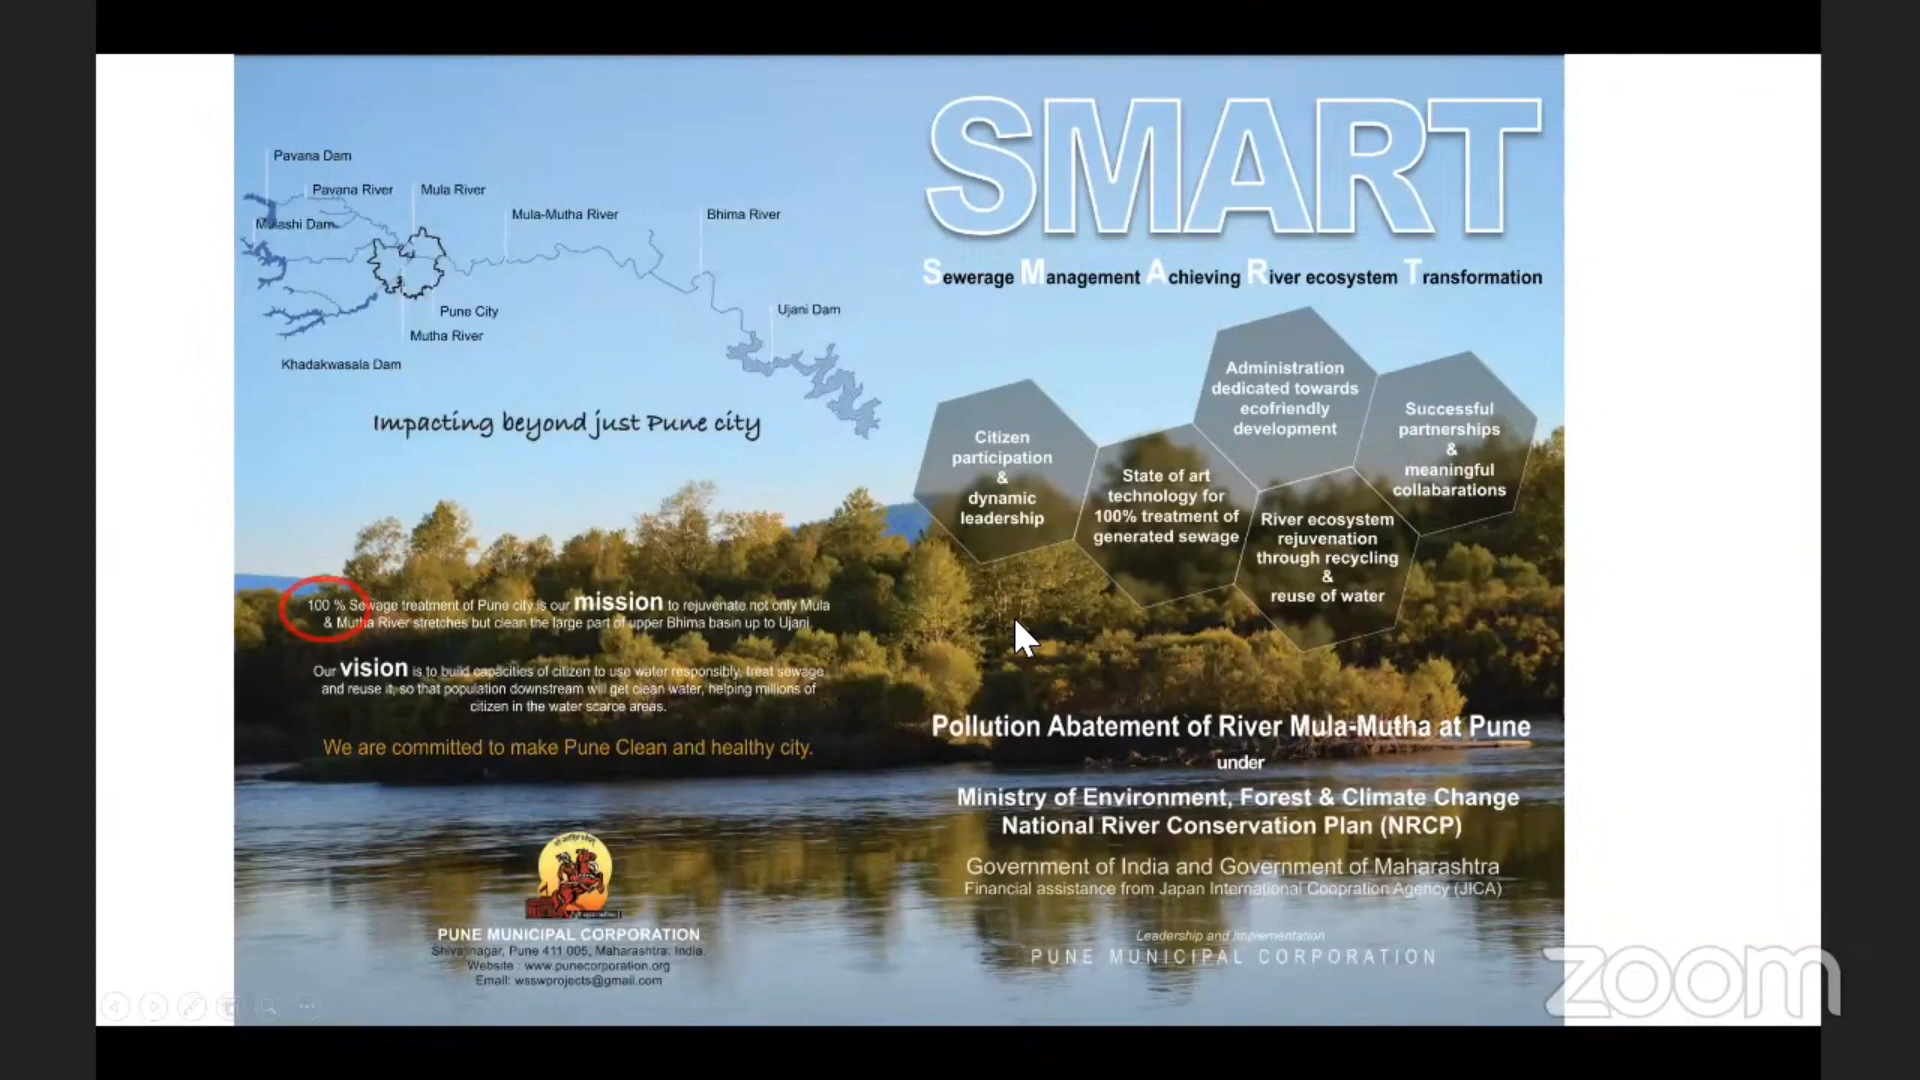 Pavana Dam
Pavana River
Mula River
Mulashi Dam
Mula-Mutha River
Bhima River
Pune City
Mutha River
Khadakwasala Dam
Ujani Dam
Impacting beyond just Pune city
100 % Sewage treatment of Pune city is our mission to rejuvenate not only Mula
& Mutha River stretches but clean the large part of upper Bhima basin up to Ujani.
Our vision is to build capacities of citizen to use water responsibly, treat sewage
and reuse it, so that population downstream will get clean water, helping millions of
citizen in the water scarce areas.
We are committed to make Pune Clean and healthy city.
PUNE MUNICIPAL CORPORATION
Shivajinagar, Pune 411 005, Maharashtra, India.
Website : www.punecorporation.org
Email: wsswprojects@gmail.com
SMART
Sewerage Management Achieving River ecosystem Transformation
Citizen
participation
&
dynamic
leadership
State of art
technology for
100% treatment of
generated sewage
Administration
dedicated towards
ecofriendly
development
River ecosystem
rejuvenation
through recycling
&
reuse of water
Successful
partnerships
&
meaningful
collabarations
Pollution Abatement of River Mula-Mutha at Pune
under
Ministry of Environment, Forest & Climate Change
National River Conservation Plan (NRCP)
Government of India and Government of Maharashtra
Financial assistance from Japan International Coopration Agency (JICA)
Leadership and Implementation
PUNE MUNICIPAL CORPORATION
zoom